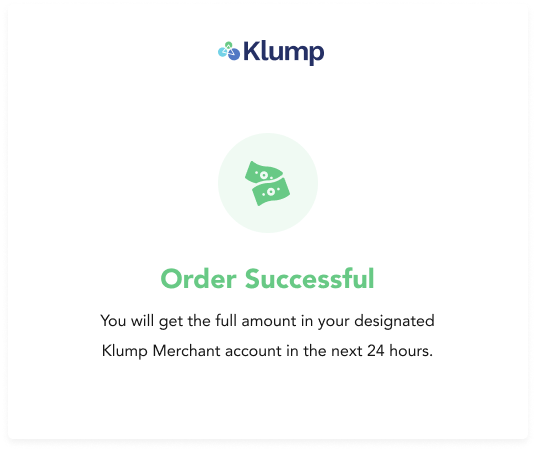 Klump
Order Successful
You will get the full amount in your designated
Klump Merchant account in the next 24 hours.